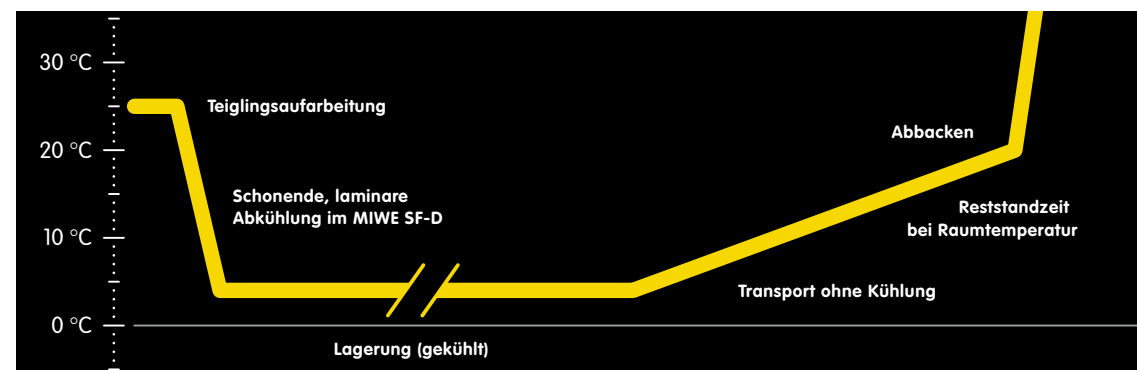 30 °C
Teiglingsaufarbeitung
Abbacken
20 °C
Schonende, laminare
Abkühlung im MIWE SF-D
Reststandzeit
bei Raumtemperatur
10 °C
Transport ohne Kühlung
0 °C
Lagerung (gekühlt)